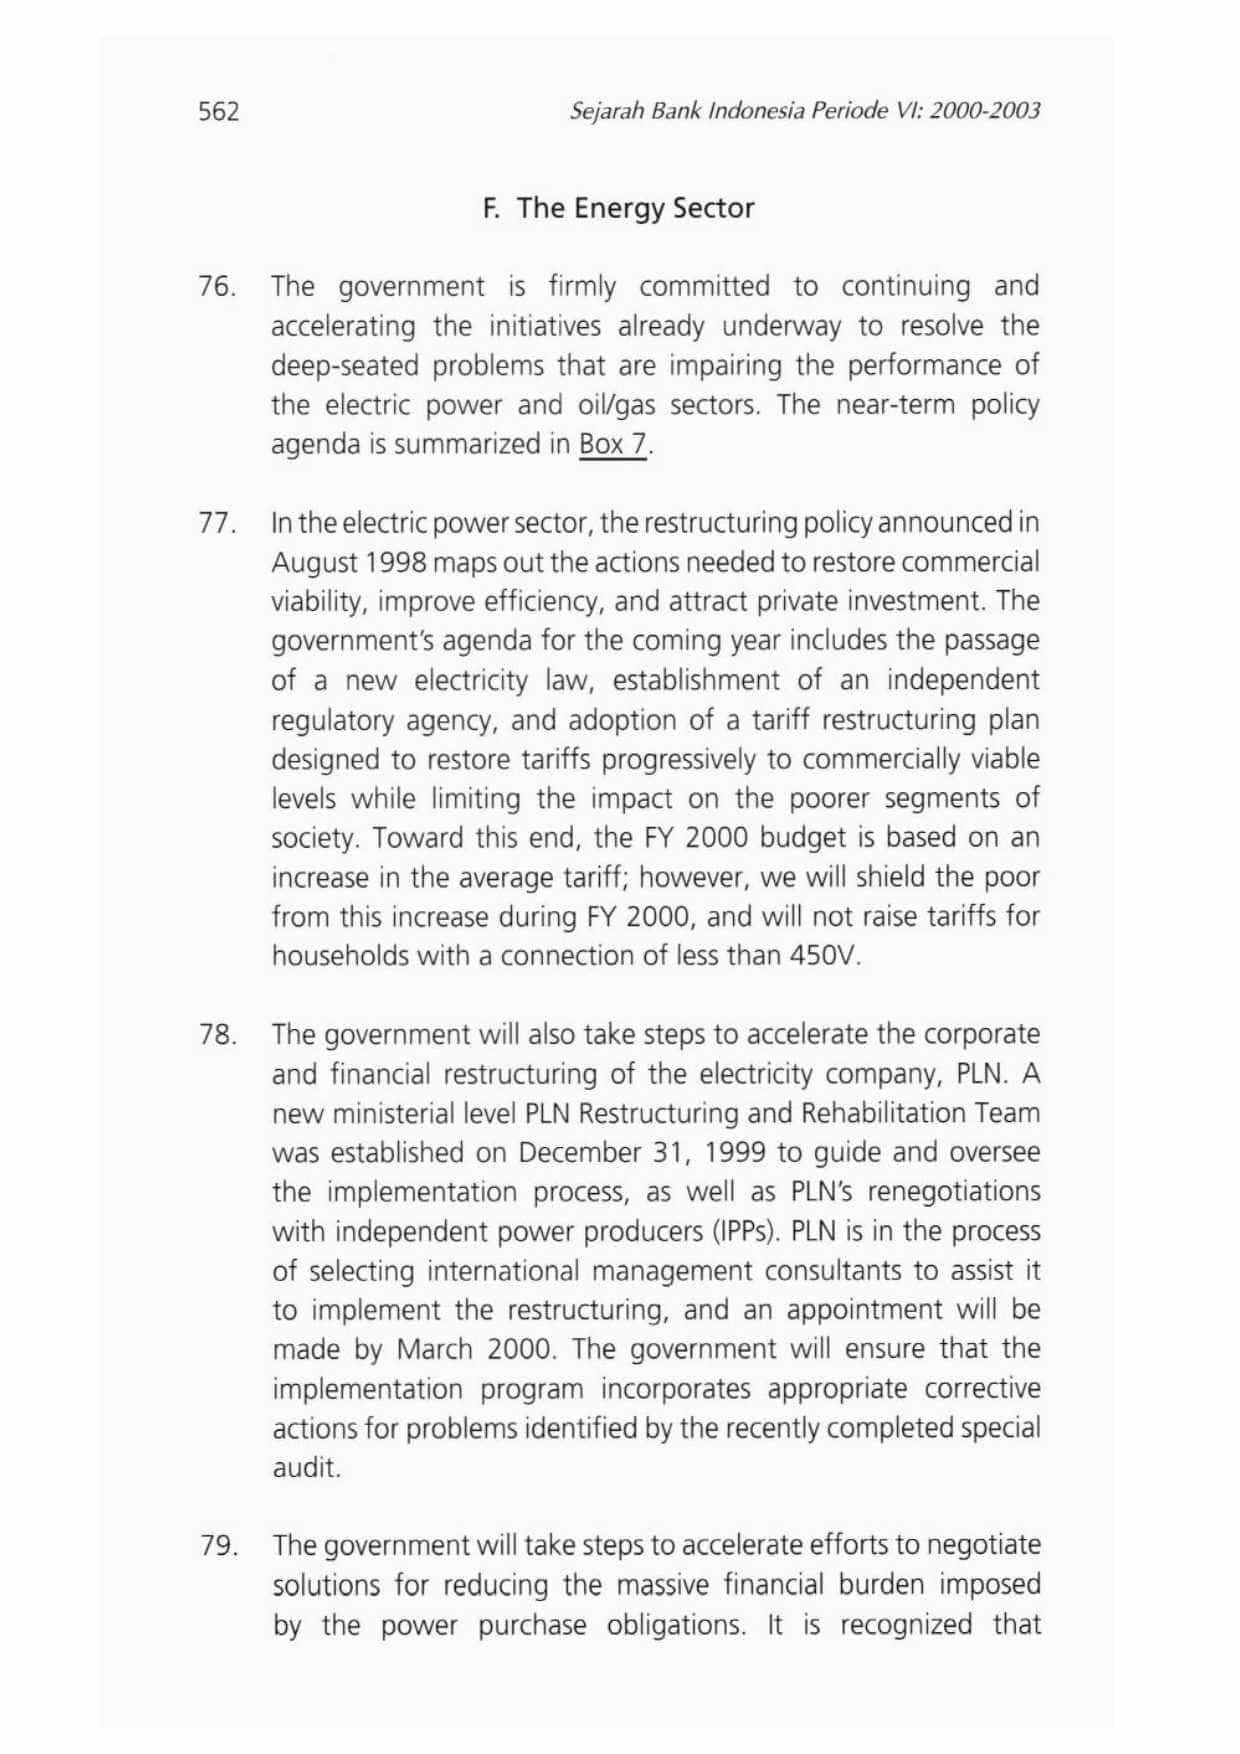 562
Sejarah Bank Indonesia Periode VI: 2000-2003
F. The Energy Sector
76. The government is firmly committed to continuing and
accelerating the initiatives already underway to resolve the
deep-seated problems that are impairing the performance of
the electric power and oil/gas sectors. The near-term policy
agenda is summarized in Box 7.
77. In the electric power sector, the restructuring policy announced in
August 1998 maps out the actions needed to restore commercial
viability, improve efficiency, and attract private investment. The
government's agenda for the coming year includes the passage
of a new electricity law, establishment of an independent
regulatory agency, and adoption of a tariff restructuring plan
designed to restore tariffs progressively to commercially viable
levels while limiting the impact on the poorer segments of
society. Toward this end, the FY 2000 budget is based on an
increase in the average tariff; however, we will shield the poor
from this increase during FY 2000, and will not raise tariffs for
households with a connection of less than 450V.
78. The government will also take steps to accelerate the corporate
and financial restructuring of the electricity company, PLN. A
new ministerial level PLN Restructuring and Rehabilitation Team
was established on December 31, 1999 to guide and oversee
the implementation process, as well as PLN's renegotiations
with independent power producers (IPPs). PLN is in the process
of selecting international management consultants to assist it
to implement the restructuring, and an appointment will be
made by March 2000. The government will ensure that the
implementation program incorporates appropriate corrective
actions for problems identified by the recently completed special
audit.
79. The government will take steps to accelerate efforts to negotiate
solutions for reducing the massive financial burden imposed
by the power purchase obligations. It is recognized that